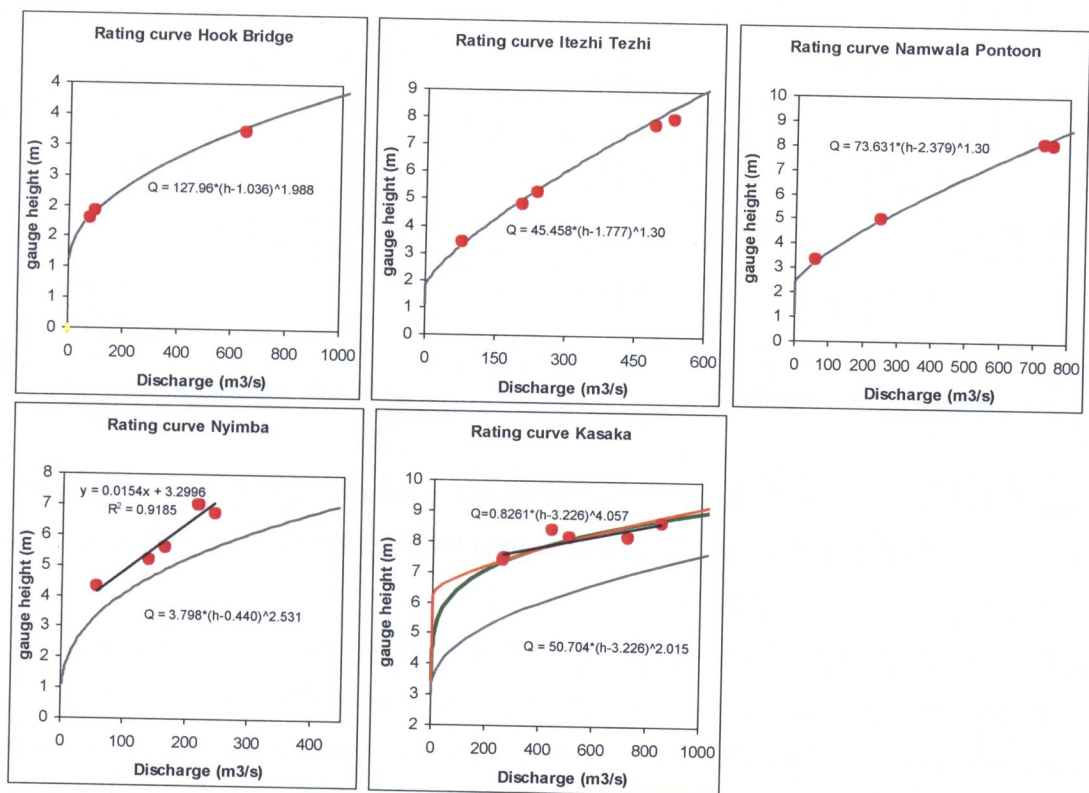 Rating curve Hook Bridge
4
4
3
3
2
2
1
1
0
gauge height (m)
Q = 127.96*(h-1.036)^1.988
0 200 400 600 800 1000
Discharge (m3/s)
Rating curve Itezhi Tezhi
9
8
7
6
5
4
3
2
1
0
gauge height (m)
Q = 45.458*(h-1.777)^1.30
0 150 300 450 600
Discharge (m3/s)
Rating curve Namwala Pontoon
10
9
8
7
6
5
4
3
2
1
0
gauge height (m)
Q = 73.631*(h-2.379)^1.30
0 100 200 300 400 500 600 700 800
Discharge (m3/s)
Rating curve Nyimba
8
7
6
5
4
3
2
1
0
gauge height (m)
y = 0.0154x + 3.2996
R² = 0.9185
Q = 3.798*(h-0.440)^2.531
0 100 200 300 400
Discharge (m3/s)
Rating curve Kasaka
10
9
8
7
6
5
4
3
2
gauge height (m)
Q=0.8261*(h-3.226)^4.057
Q = 50.704*(h-3.226)^2.015
0 200 400 600 800 1000
Discharge (m3/s)